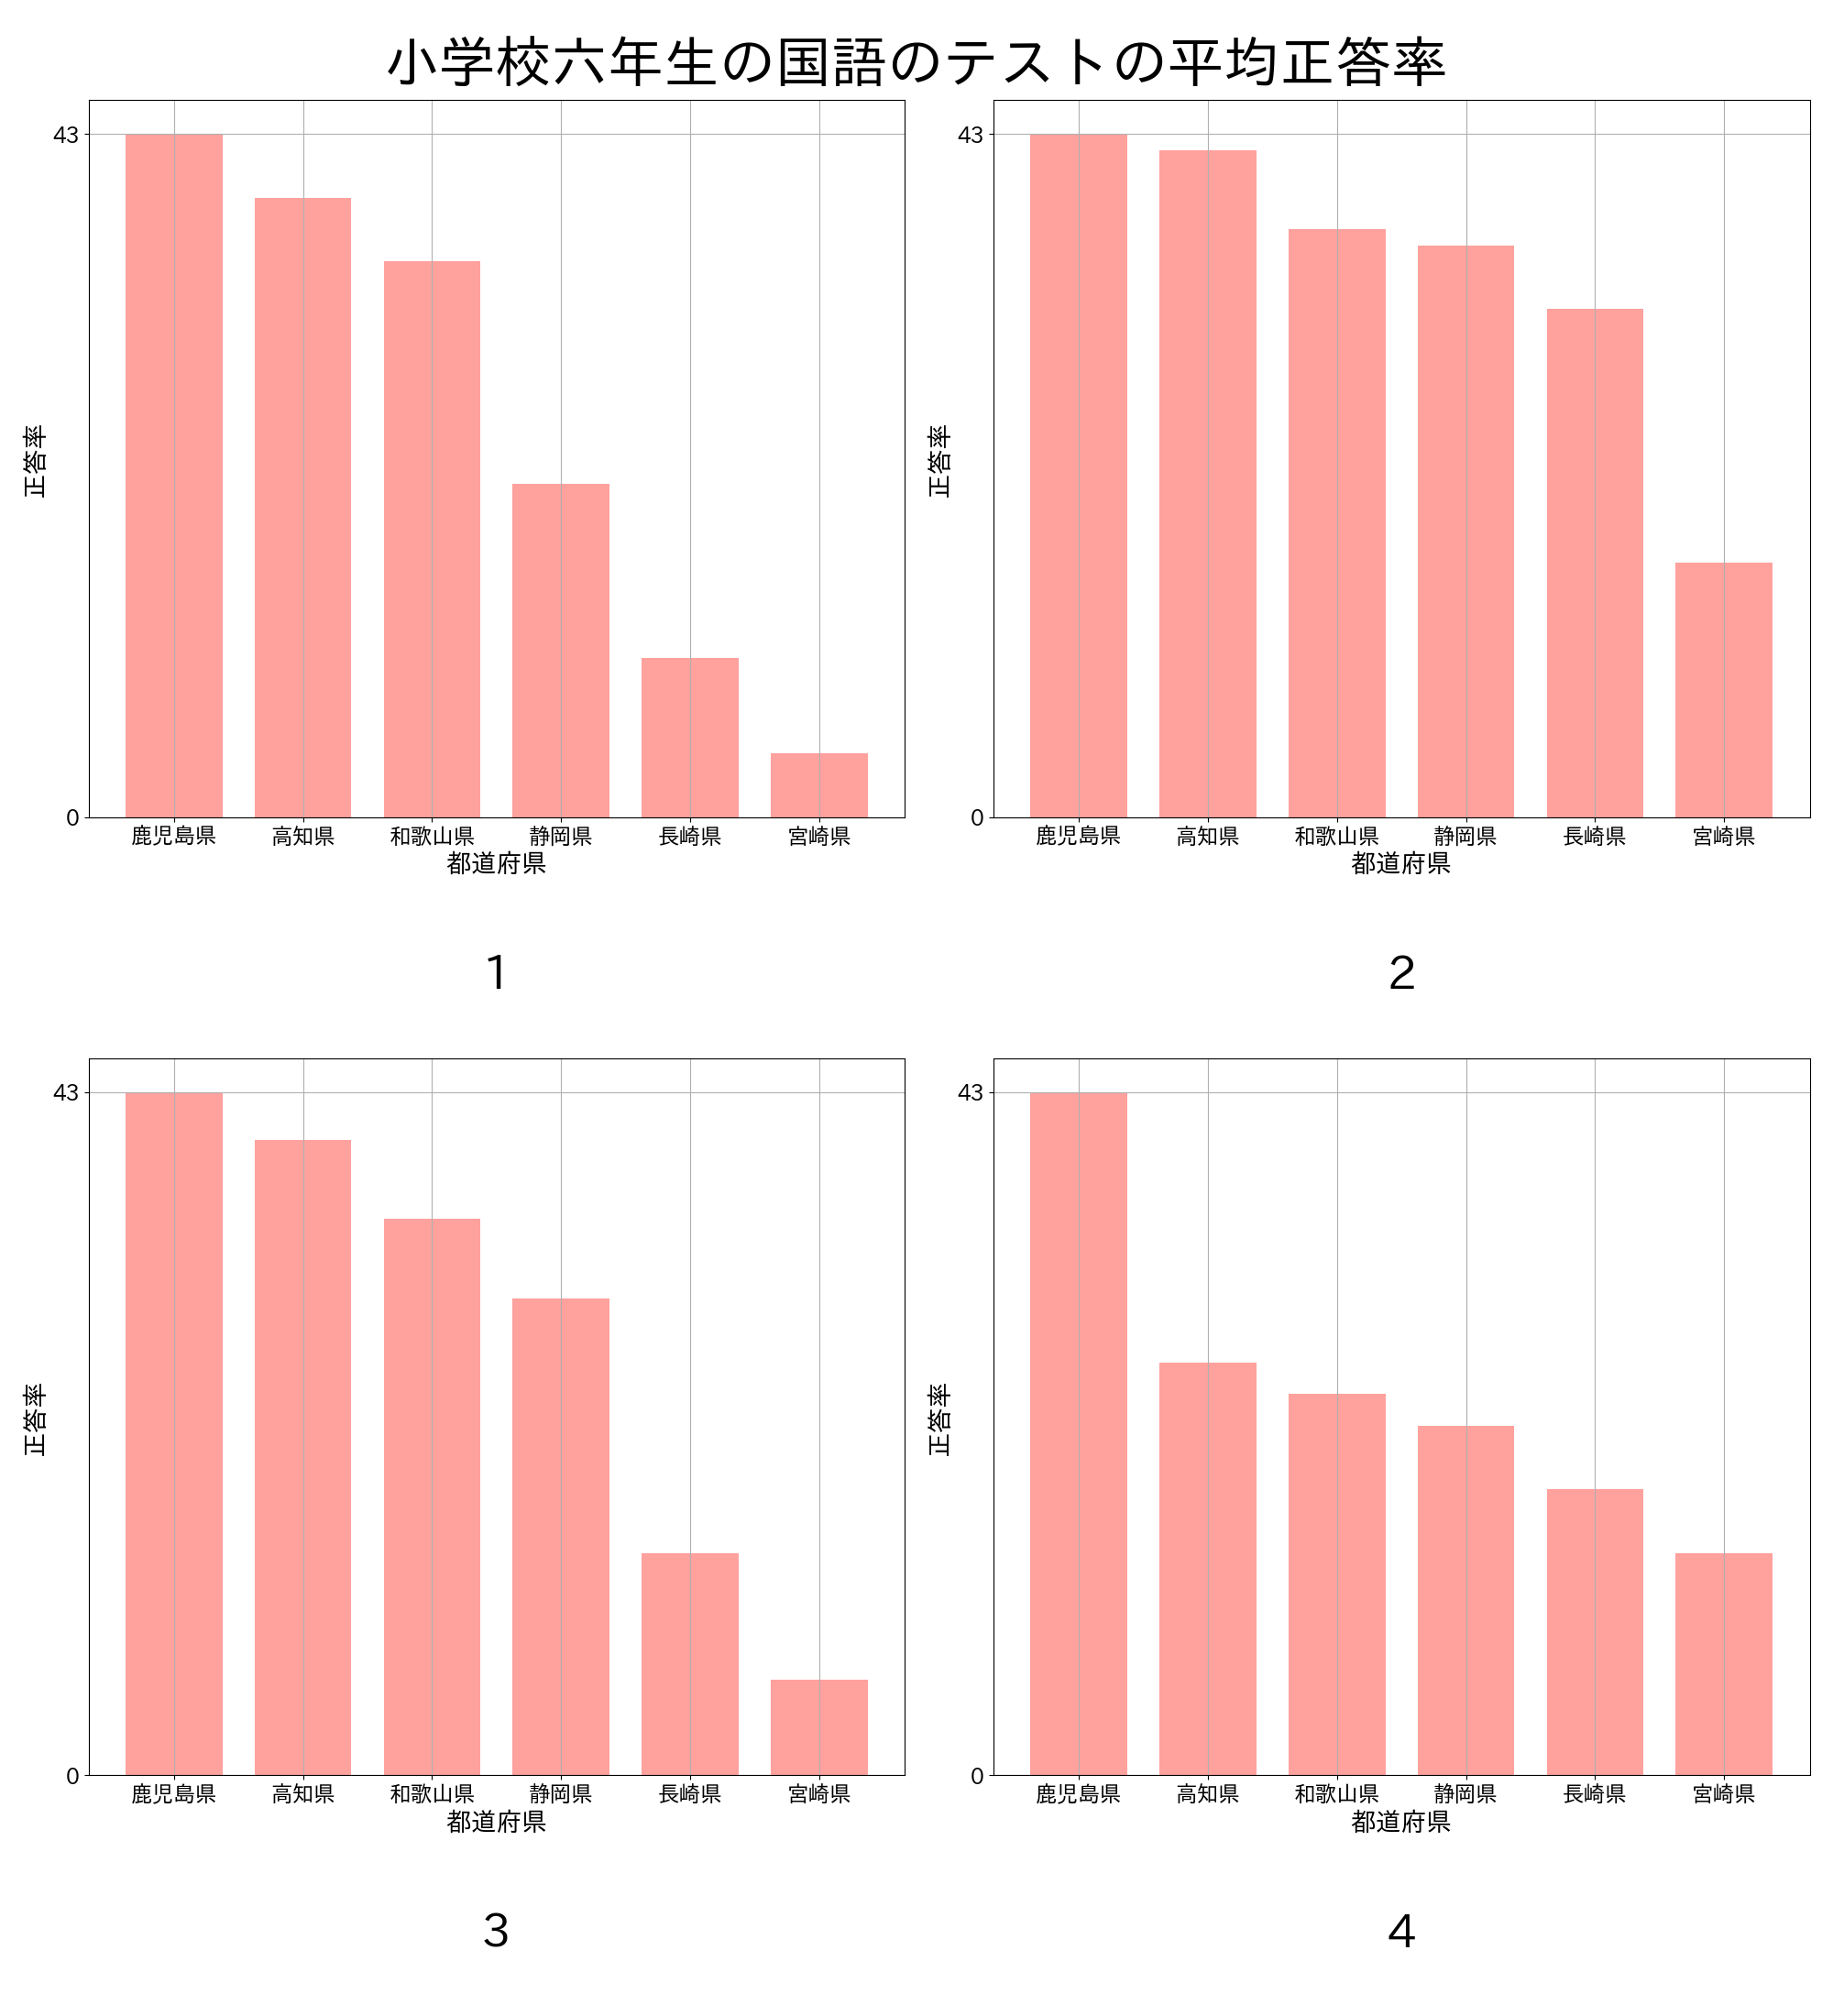 小学校六年生の国語のテストの平均正答率
43
0
正答率
鹿児島県 高知県 和歌山県 静岡県 長崎県 宮崎県
都道府県
1
43
0
正答率
鹿児島県 高知県 和歌山県 静岡県 長崎県 宮崎県
都道府県
2
43
0
正答率
鹿児島県 高知県 和歌山県 静岡県 長崎県 宮崎県
都道府県
3
43
0
正答率
鹿児島県 高知県 和歌山県 静岡県 長崎県 宮崎県
都道府県
4